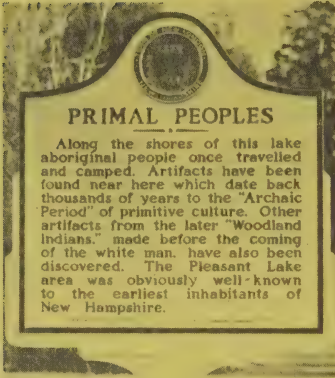 PRIMAL PEOPLES
Along the shores of this lake
aboriginal people once travelled
and camped. Artifacts have been
found near here which date back
thousands of years to the "Archaic
Period" of primitive culture. Other
artifacts from the later "Woodland
Indians," made before the coming
of the white man, have also been
discovered. The Pleasant Lake
area was obviously well-known
to the earliest inhabitants of
New Hampshire.